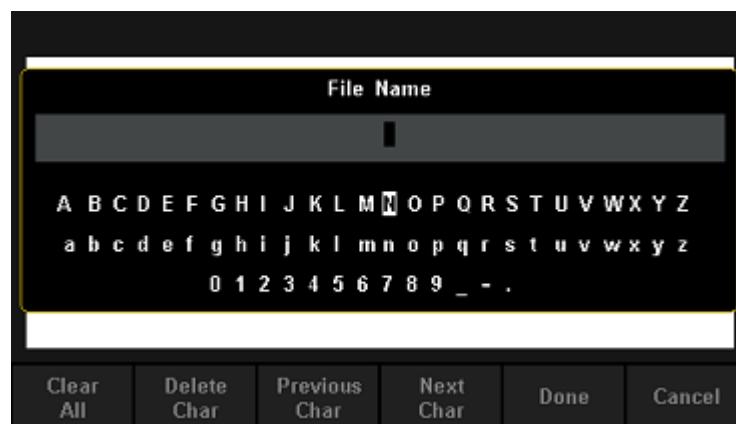 File Name
A B C D E F G H I J K L M N O P Q R S T U V W X Y Z
a b c d e f g h i j k l m n o p q r s t u v w x y z
0 1 2 3 4 5 6 7 8 9 _ - .
Clear All
Delete Char
Previous Char
Next Char
Done
Cancel